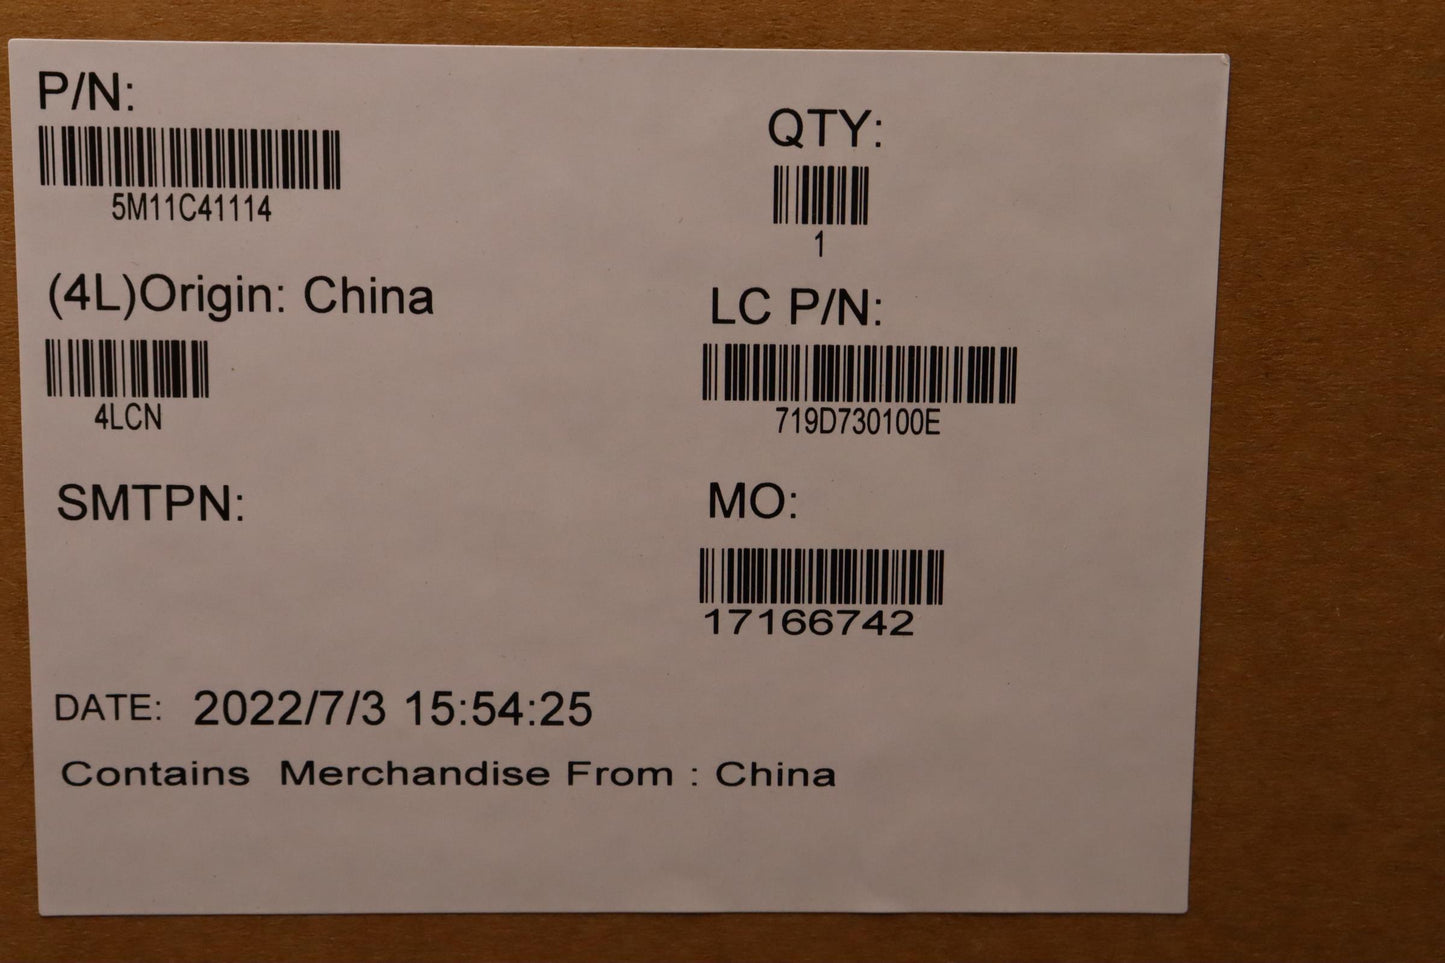 P/N:
5M11C41114
QTY:
1
(4L)Origin: China
4LCN
LC P/N:
719D730100E
SMTPN:
MO:
17166742
DATE: 2022/7/3 15:54:25
Contains Merchandise From : China